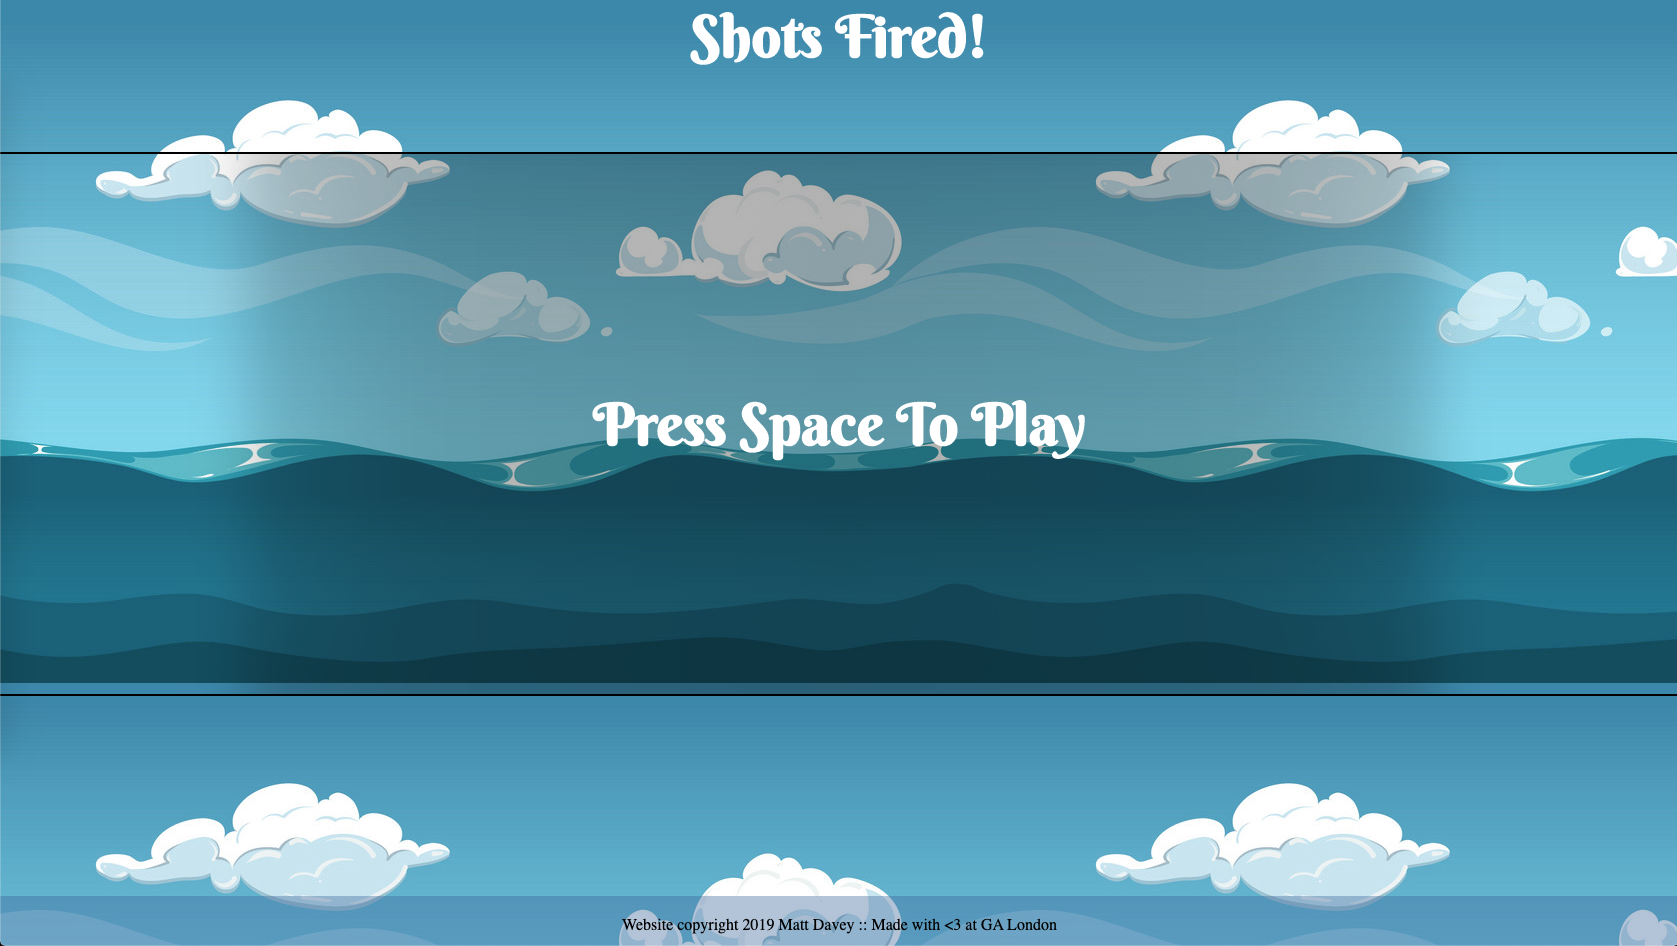 Shots Fired!
Press Space To Play
Website copyright 2019 Matt Davey :: Made with <3 at GA London